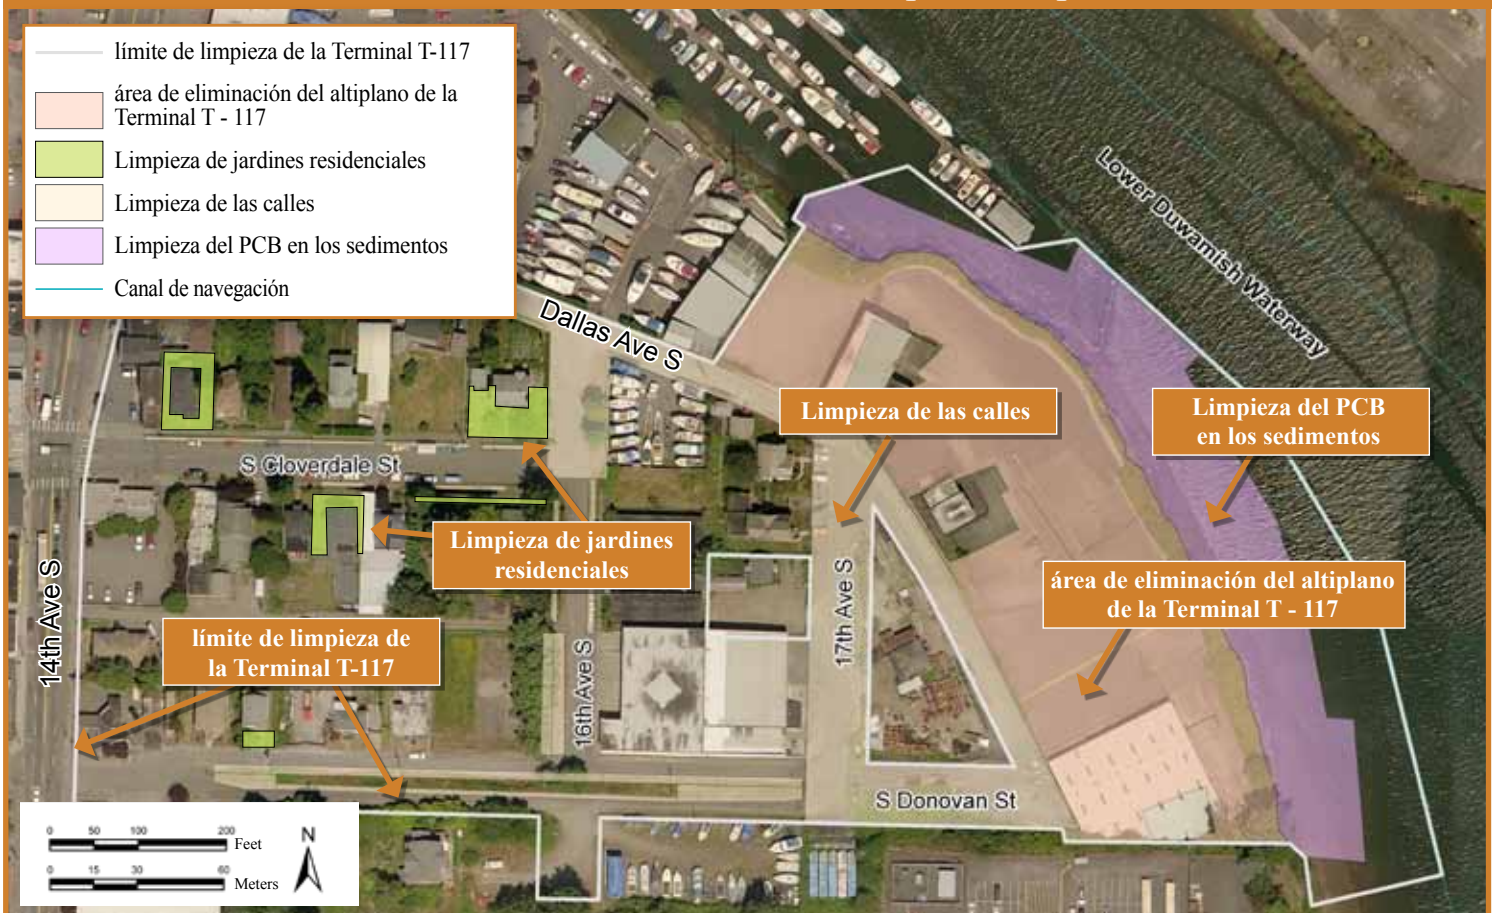 límite de limpieza de la Terminal T-117
área de eliminación del altiplano de la
Terminal T - 117
Limpieza de jardines residenciales
Limpieza de las calles
Limpieza del PCB en los sedimentos
Canal de navegación
Lower Duwamish Waterway
Dallas Ave S
Limpieza de las calles
Limpieza del PCB
en los sedimentos
S Cloverdale St
Limpieza de jardines
residenciales
área de eliminación del altiplano
de la Terminal T - 117
14th Ave S
límite de limpieza de
la Terminal T-117
16th Ave S
17th Ave S
S Donovan St
0 50 100 200
Feet
0 15 30 60
Meters
N